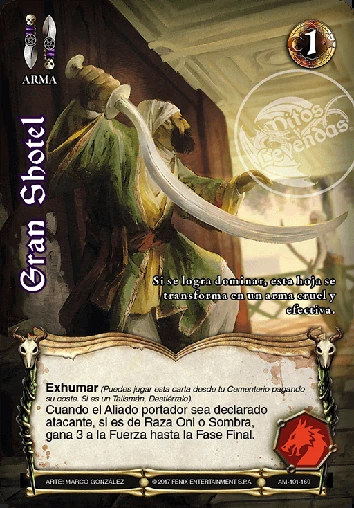 1
ARMA
Mitos y
Leyendas
Gran Shotel
Si se logra dominar, esta hoja se
transforma en un arma cruel y
efectiva.
Exhumar (Puedes jugar esta carta desde tu Cementerio pagando
su coste. Si es un Talismán, Destiérralo).
Cuando el Aliado portador sea declarado
atacante, si es de Raza Oni o Sombra,
gana 3 a la Fuerza hasta la Fase Final.
ARTE: MARCO GONZÁLEZ
© 2017 FENIX ENTERTAINMENT S.P.A.